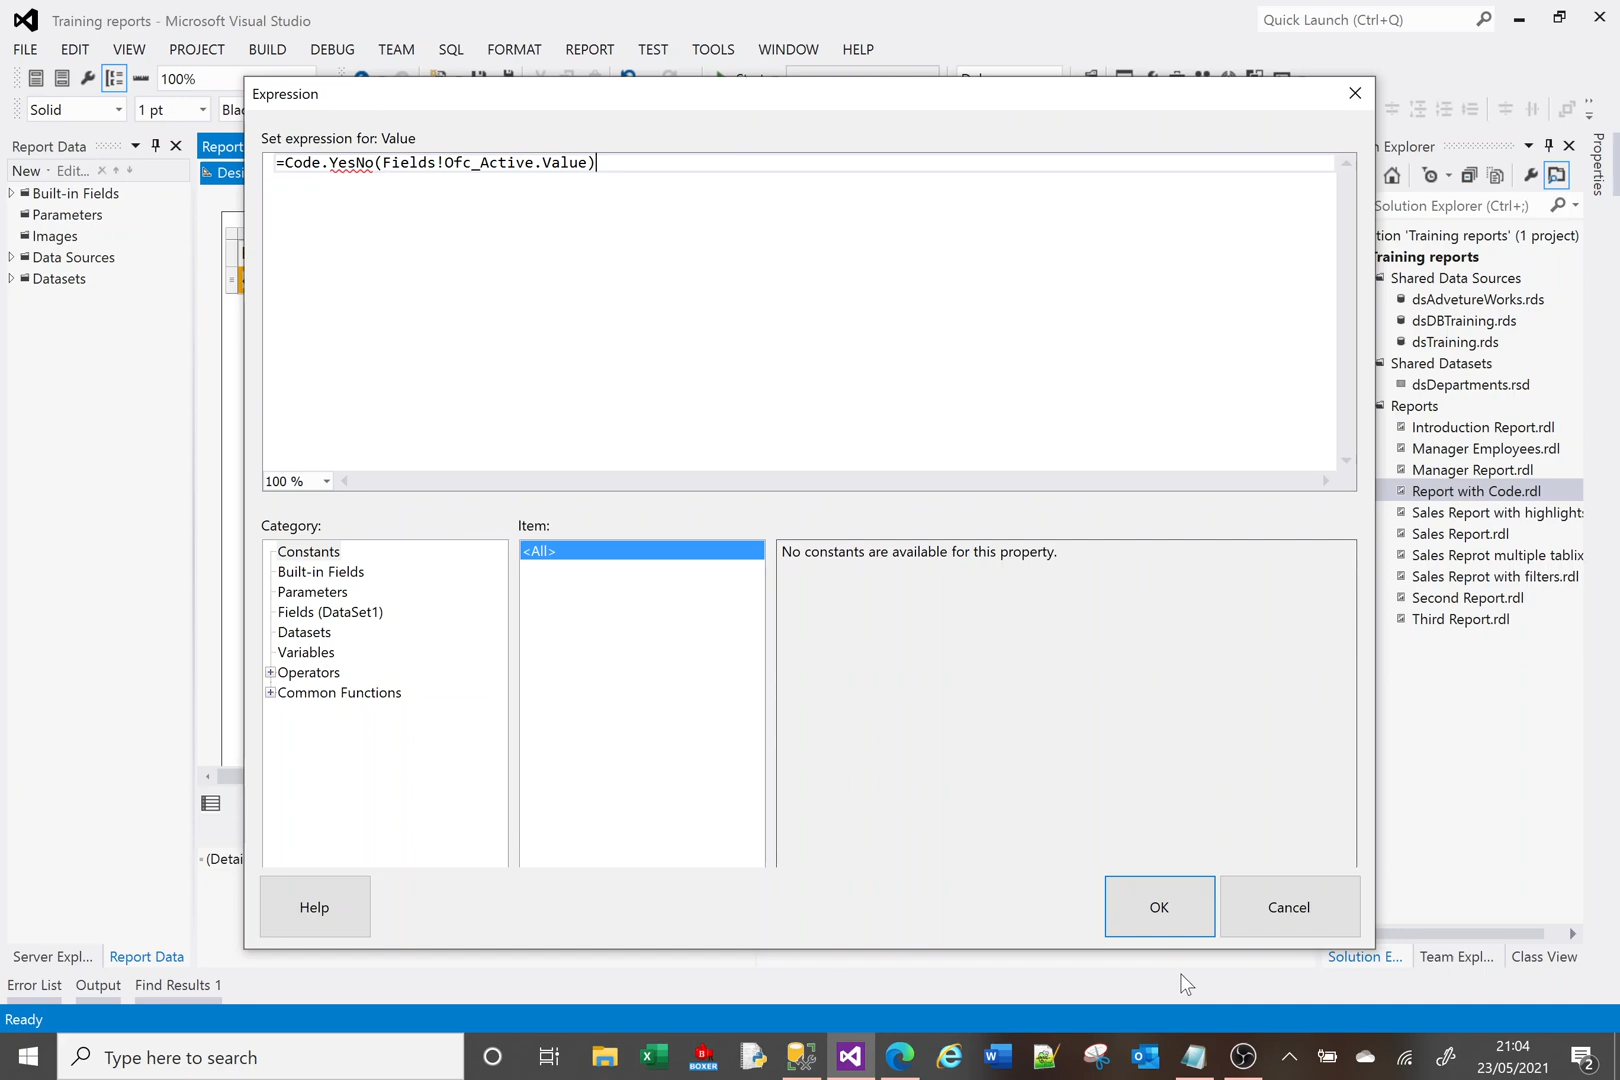 Training reports - Microsoft Visual Studio
Quick Launch (Ctrl+Q)
FILE EDIT VIEW PROJECT BUILD DEBUG TEAM SQL FORMAT REPORT TEST TOOLS WINDOW HELP
100%
Solid 1 pt
Expression
Set expression for: Value
=Code.YesNo(Fields!Ofc_Active.Value)
100 %
Category:
Constants
Built-in Fields
Parameters
Fields (DataSet1)
Datasets
Variables
Operators
Common Functions
Item:
<All>
No constants are available for this property.
Help
OK
Cancel
Report Data
New Edit...
Built-in Fields
Parameters
Images
Data Sources
Datasets
Report
Desi
(Detai
n Explorer
Properties
Solution Explorer (Ctrl+;)
tion 'Training reports' (1 project)
Training reports
Shared Data Sources
dsAdvetureWorks.rds
dsDBTraining.rds
dsTraining.rds
Shared Datasets
dsDepartments.rsd
Reports
Introduction Report.rdl
Manager Employees.rdl
Manager Report.rdl
Report with Code.rdl
Sales Report with highlights
Sales Report.rdl
Sales Reprot multiple tablix
Sales Reprot with filters.rdl
Second Report.rdl
Third Report.rdl
Server Expl... Report Data
Solution E... Team Expl... Class View
Error List Output Find Results 1
Ready
Type here to search
BOXER
21:04
23/05/2021
2